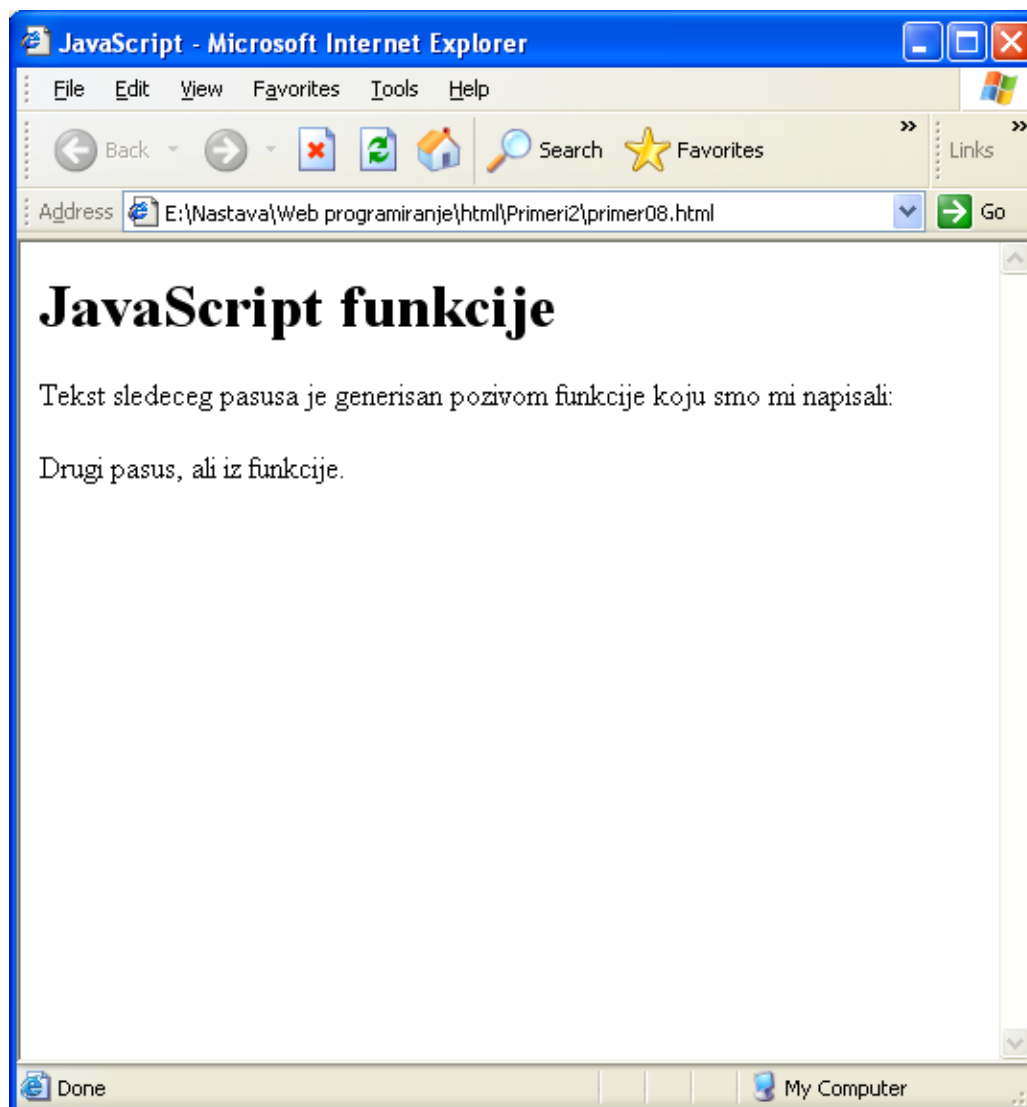 JavaScript - Microsoft Internet Explorer
File Edit View Favorites Tools Help
Back Search Favorites » Links »
Address E:\Nastava\Web programiranje\html\Primeri2\primer08.html Go
JavaScript funkcije
Tekst sledeceg pasusa je generisan pozivom funkcije koju smo mi napisali:
Drugi pasus, ali iz funkcije.
Done My Computer